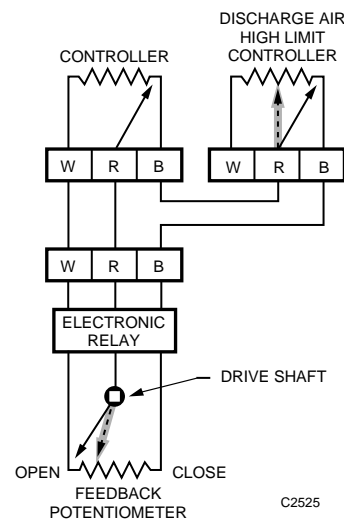 DISCHARGE AIR
HIGH LIMIT
CONTROLLER
CONTROLLER
W R B
W R B
W R B
ELECTRONIC
RELAY
DRIVE SHAFT
OPEN
CLOSE
FEEDBACK
POTENTIOMETER
C2525